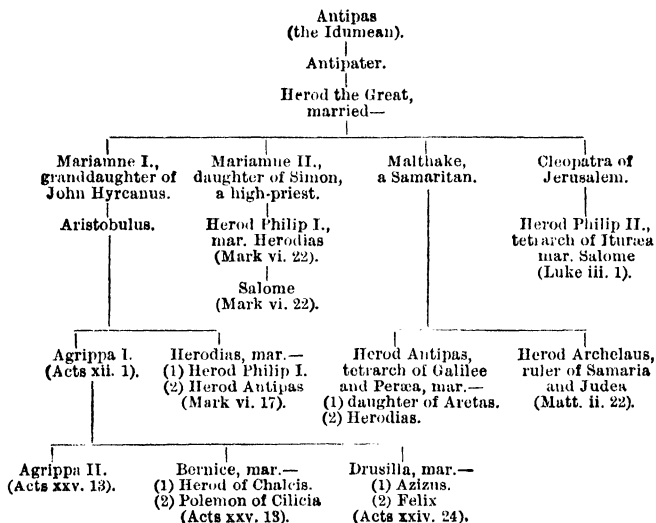 Antipas
(the Idumean).
Antipater.
Herod the Great,
married—
Mariamne I.,
granddaughter of
John Hyrcanus.
Aristobulus.
Mariamne II.,
daughter of Simon,
a high-priest.
Herod Philip I.,
mar. Herodias
(Mark vi. 22).
Salome
(Mark vi. 22).
Malthake,
a Samaritan.
Cleopatra of
Jerusalem.
Herod Philip II.,
tetrarch of Ituræa
mar. Salome
(Luke iii. 1).
Agrippa I.
(Acts xii. 1).
Herodias, mar.—
(1) Herod Philip I.
(2) Herod Antipas
(Mark vi. 17).
Herod Antipas,
tetrarch of Galilee
and Peræa, mar.—
(1) daughter of Aretas.
(2) Herodias.
Herod Archelaus,
ruler of Samaria
and Judea
(Matt. ii. 22).
Agrippa II.
(Acts xxv. 13).
Bernice, mar.—
(1) Herod of Chalcis.
(2) Polemon of Cilicia
(Acts xxv. 13).
Drusilla, mar.—
(1) Azizus.
(2) Felix
(Acts xxiv. 24).